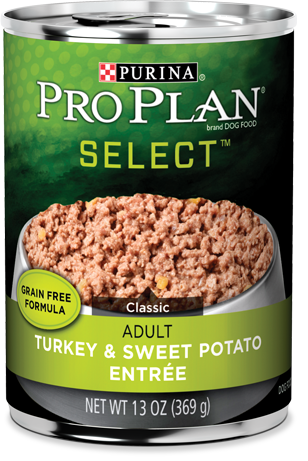 PURINA®
PRO PLAN®
brand DOG FOOD
SELECT™
GRAIN FREE
FORMULA
Classic
ADULT
TURKEY & SWEET POTATO
ENTRÉE
NET WT 13 OZ (369 g)